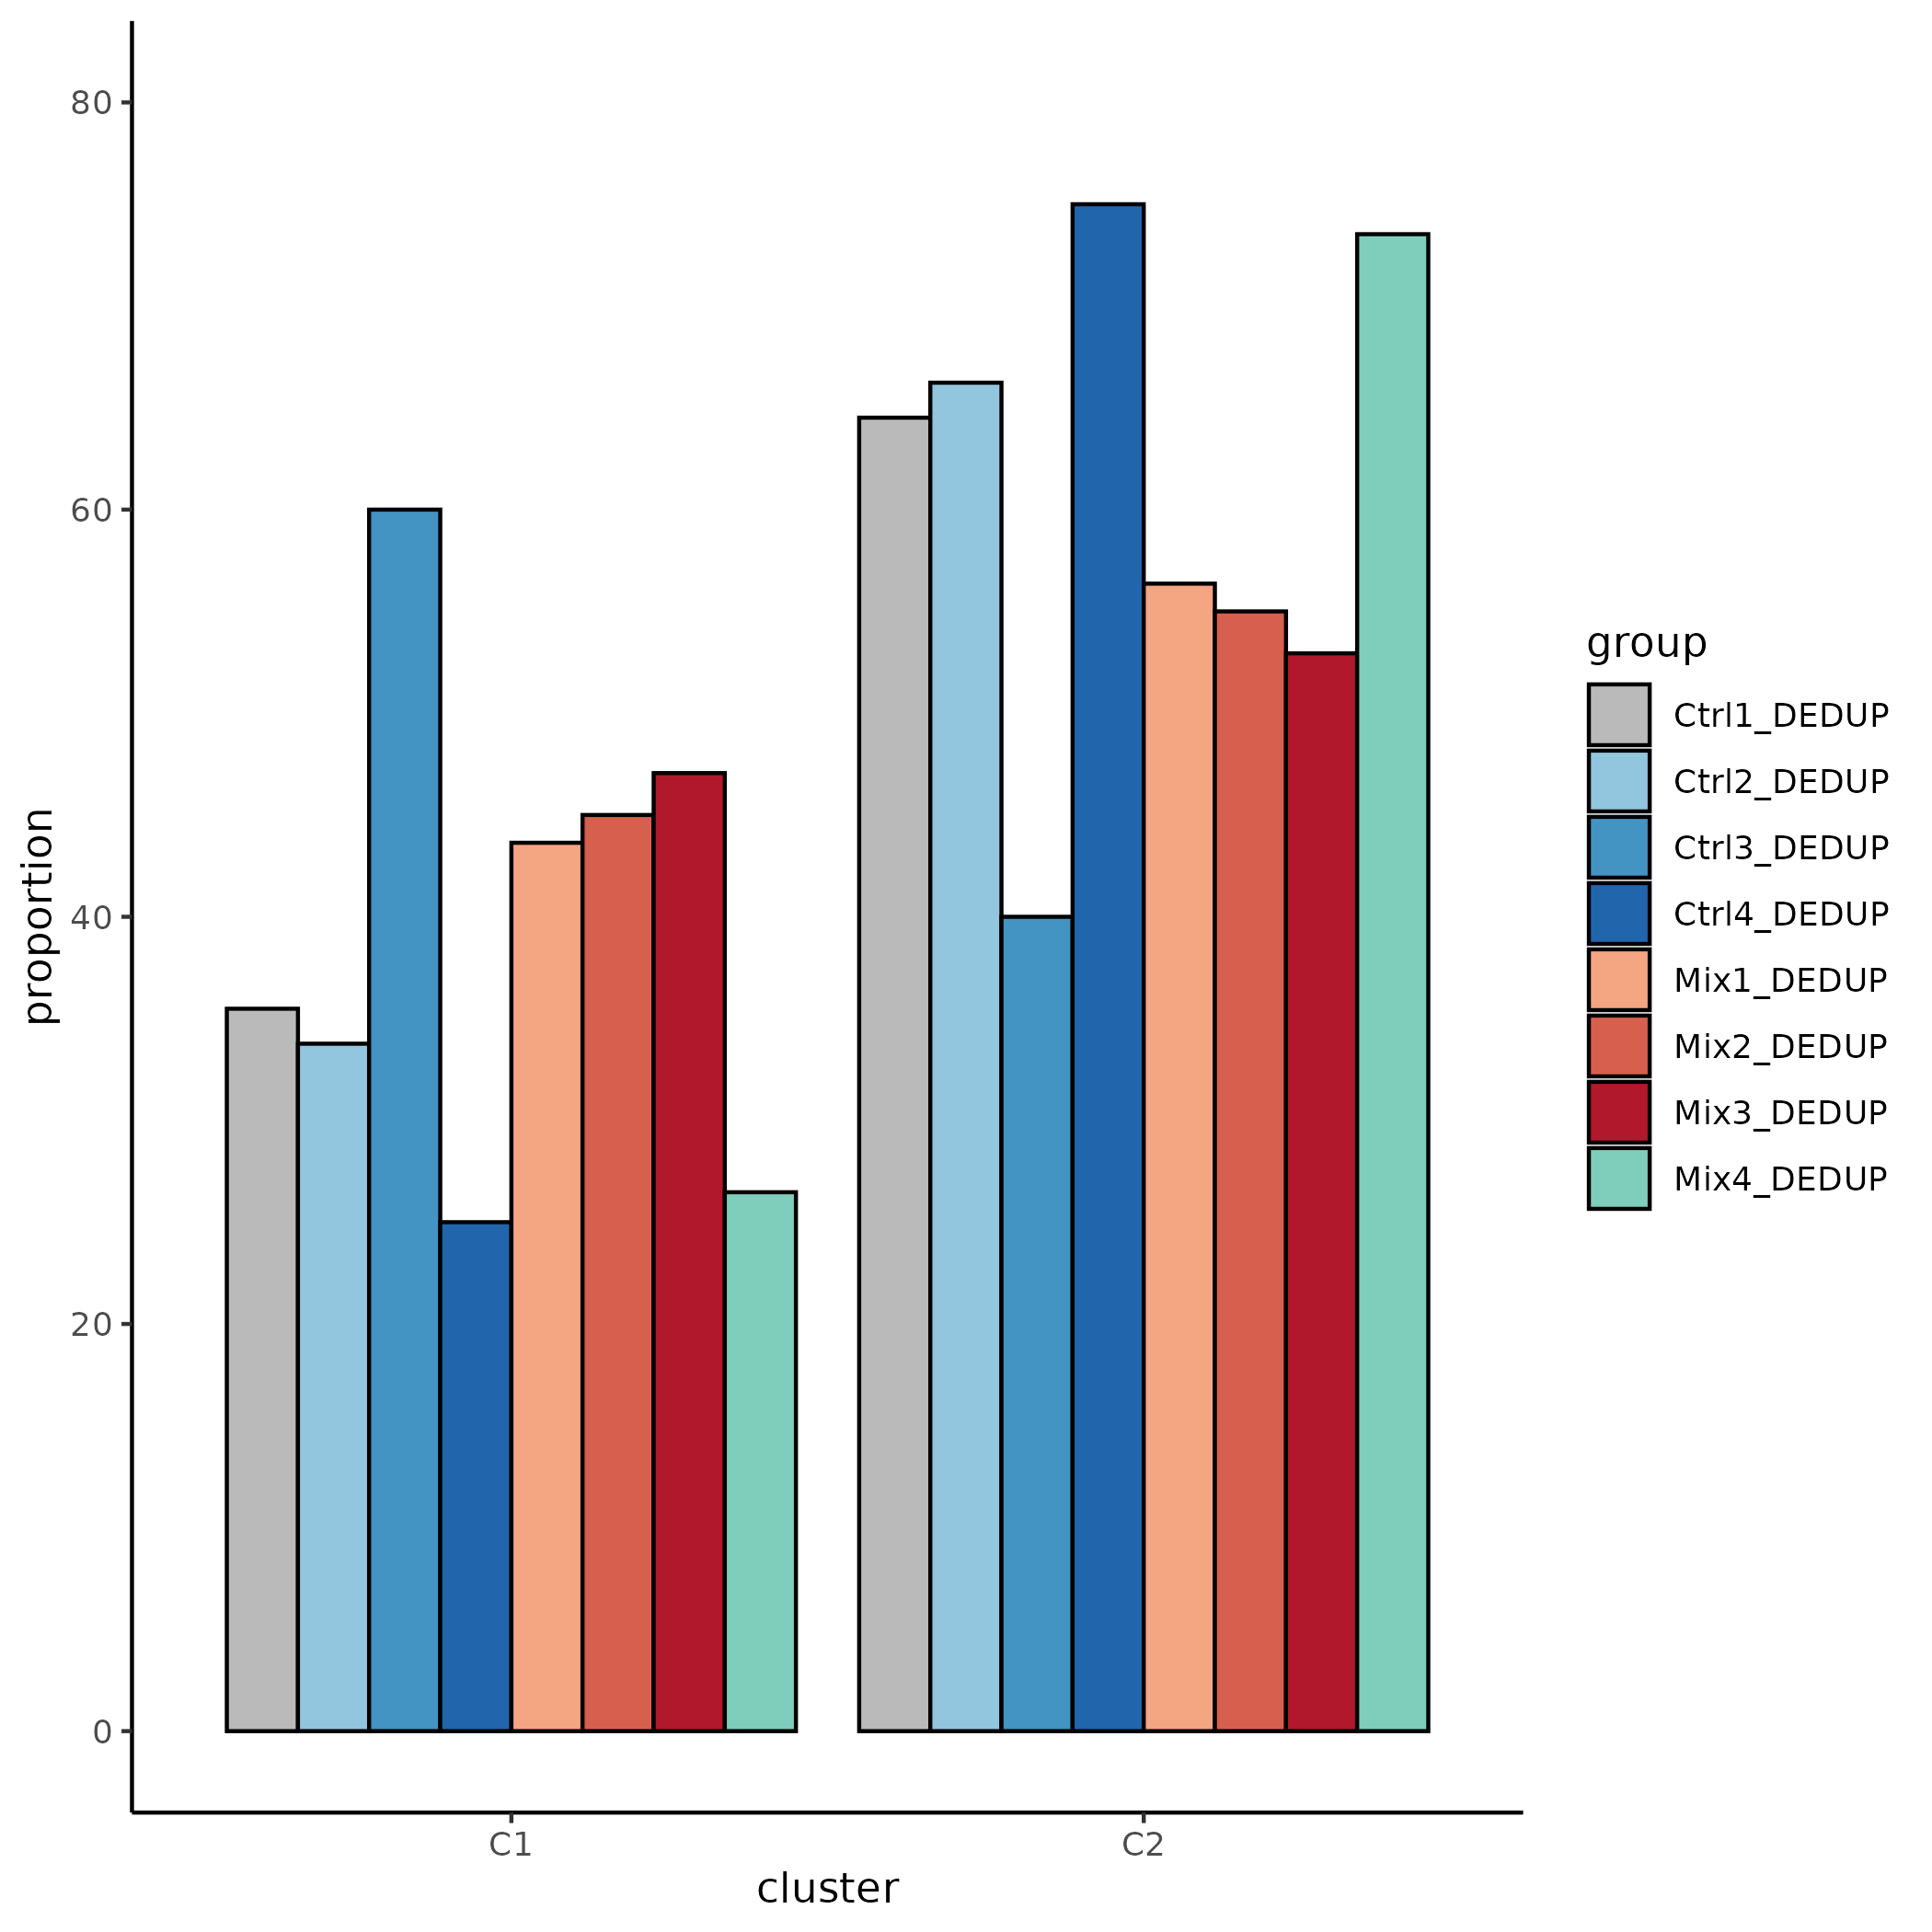 80
60
40
20
0
proportion
C1
C2
cluster
group
Ctrl1_DEDUP
Ctrl2_DEDUP
Ctrl3_DEDUP
Ctrl4_DEDUP
Mix1_DEDUP
Mix2_DEDUP
Mix3_DEDUP
Mix4_DEDUP